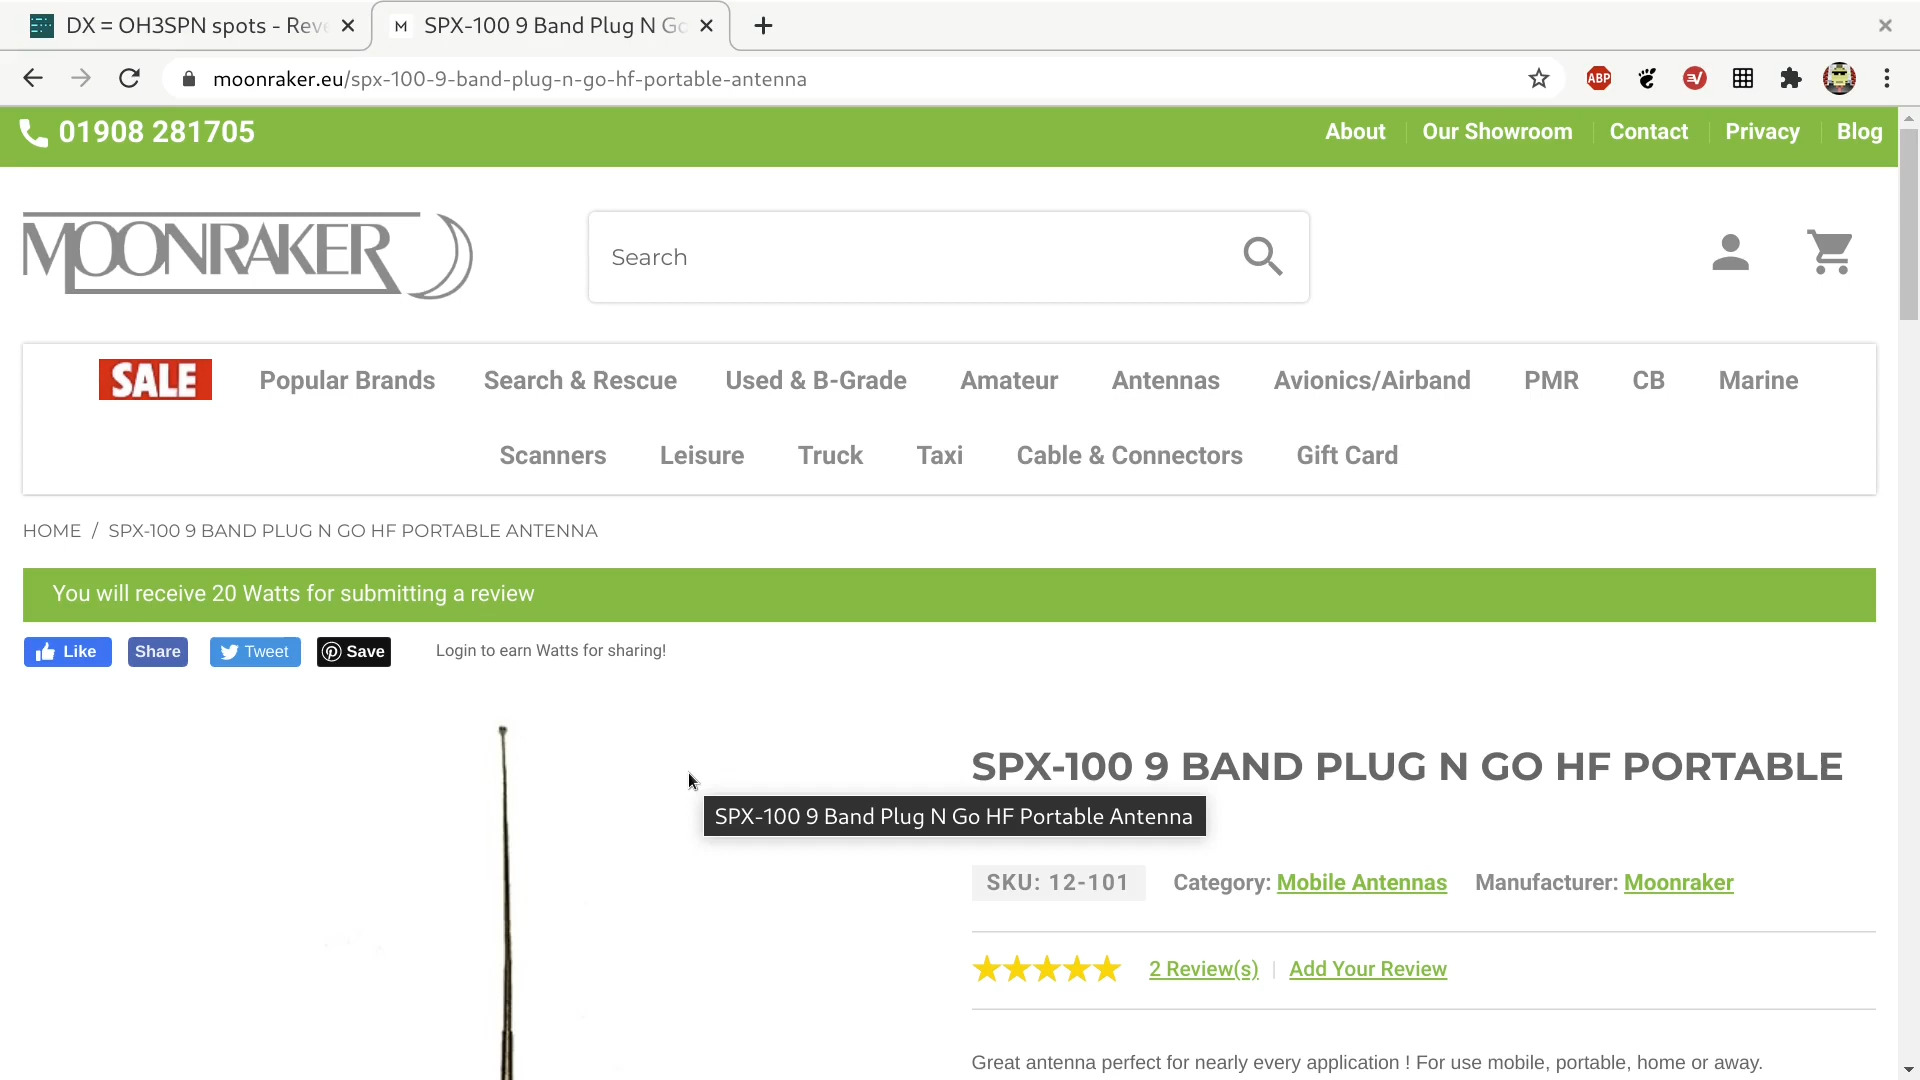 DX = OH3SPN spots - Rev
SPX-100 9 Band Plug N Go
moonraker.eu/spx-100-9-band-plug-n-go-hf-portable-antenna
ABP
01908 281705
About
Our Showroom
Contact
Privacy
Blog
MOONRAKER
Search
SALE
Popular Brands
Search & Rescue
Used & B-Grade
Amateur
Antennas
Avionics/Airband
PMR
CB
Marine
Scanners
Leisure
Truck
Taxi
Cable & Connectors
Gift Card
HOME / SPX-100 9 BAND PLUG N GO HF PORTABLE ANTENNA
You will receive 20 Watts for submitting a review
Like
Share
Tweet
Save
Login to earn Watts for sharing!
SPX-100 9 BAND PLUG N GO HF PORTABLE
SPX-100 9 Band Plug N Go HF Portable Antenna
SKU: 12-101
Category: Mobile Antennas
Manufacturer: Moonraker
2 Review(s)
Add Your Review
Great antenna perfect for nearly every application ! For use mobile, portable, home or away.